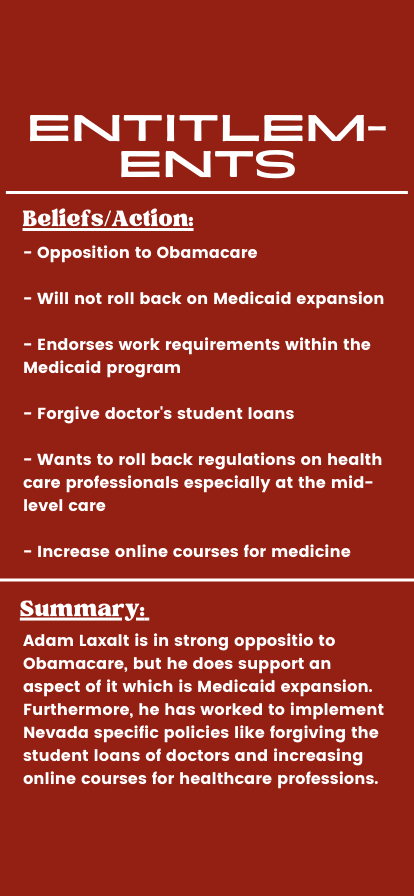 ENTITLEM-
ENTS
Beliefs/Action:
- Opposition to Obamacare
- Will not roll back on Medicaid expansion
- Endorses work requirements within the
Medicaid program
- Forgive doctor's student loans
- Wants to roll back regulations on health
care professionals especially at the mid-
level care
- Increase online courses for medicine
Summary:
Adam Laxalt is in strong oppositio to
Obamacare, but he does support an
aspect of it which is Medicaid expansion.
Furthermore, he has worked to implement
Nevada specific policies like forgiving the
student loans of doctors and increasing
online courses for healthcare professions.